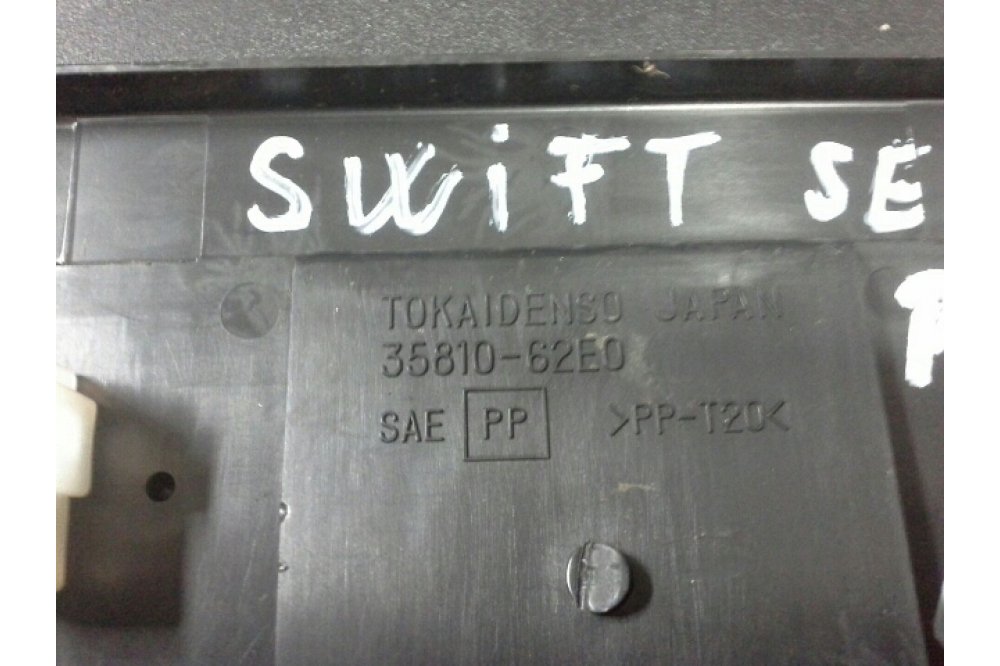 SWiFT SE
TOKAIDENSO JAPAN
35810-62E0
SAE PP >PP-T20<